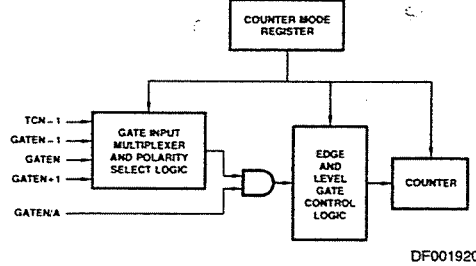 COUNTER MODE
REGISTER
TCN-1
GATEN-1
GATEN
GATEN+1
GATEN/A
GATE INPUT
MULTIPLEXER
AND POLARITY
SELECT LOGIC
EDGE
AND
LEVEL
GATE
CONTROL
LOGIC
COUNTER
DF001920